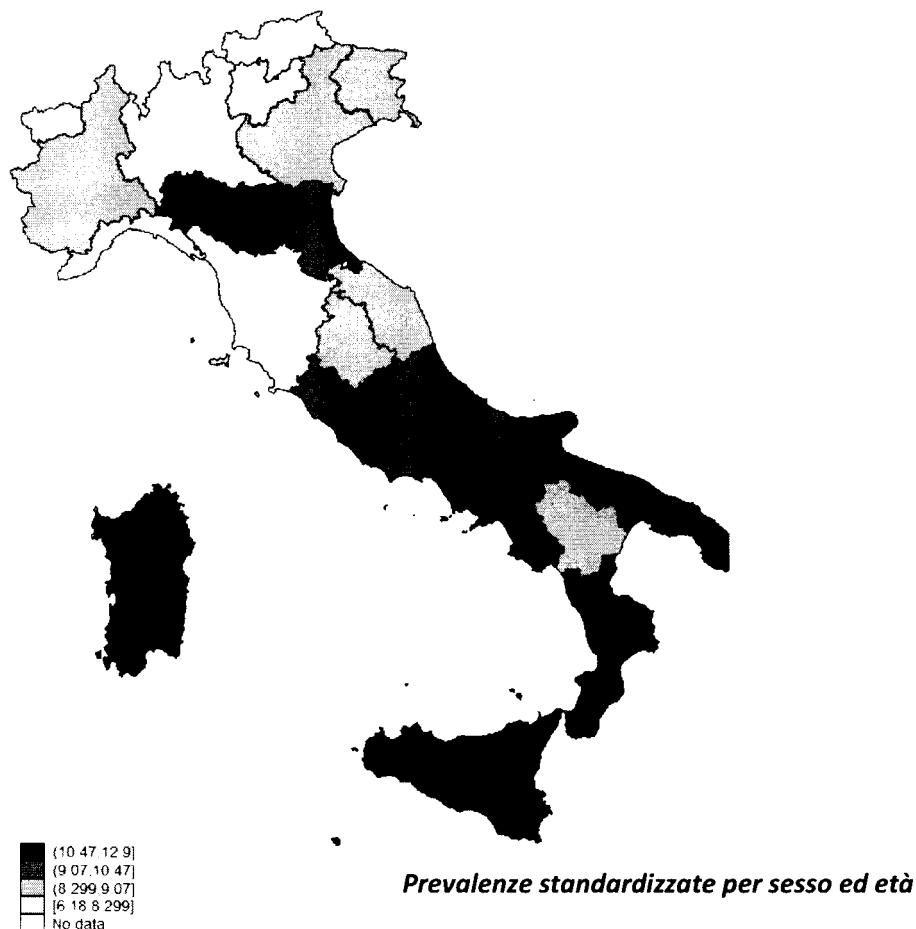 (10 47,12 9]
(9 07,10 47]
(8 299 9 07]
[6 18 8 299]
No data
Prevalenze standardizzate per sesso ed età